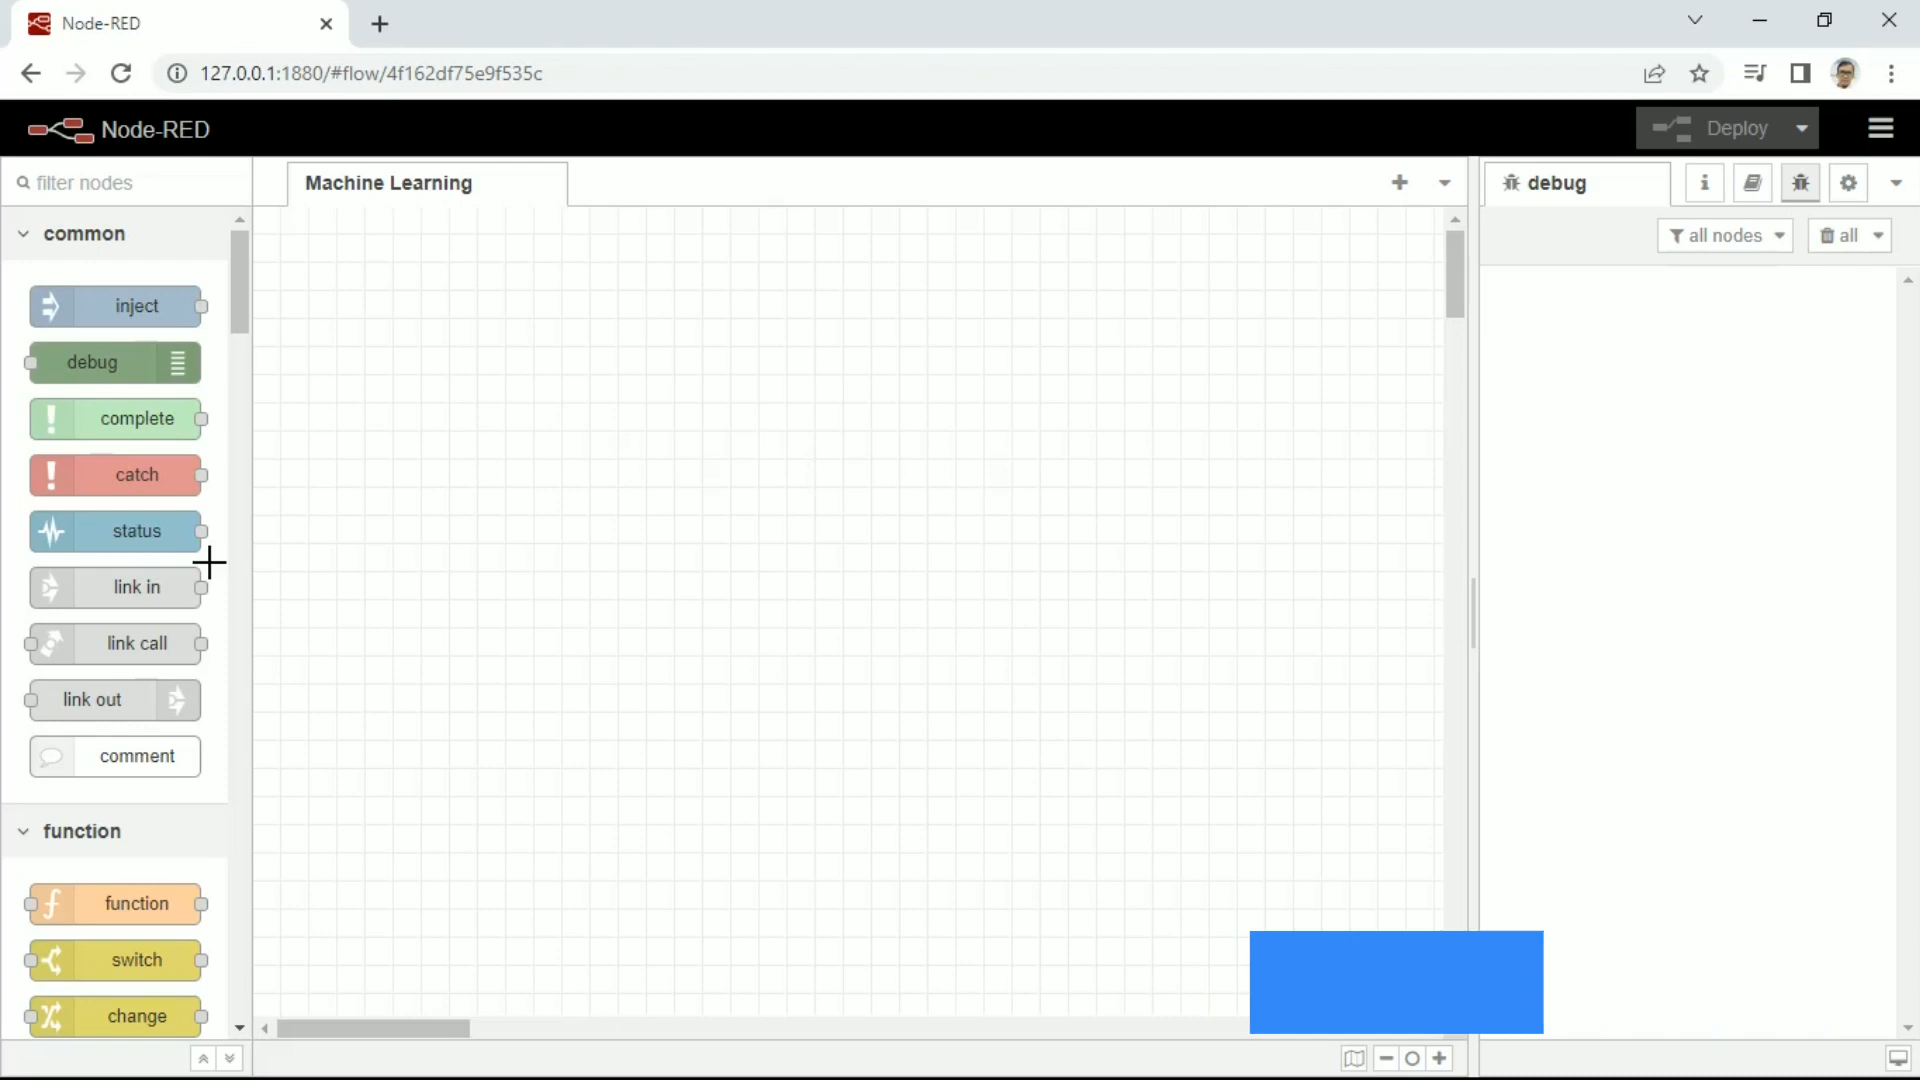 Node-RED
127.0.0.1:1880/#flow/4f162df75e9f535c
Node-RED
Deploy
filter nodes
Machine Learning
debug
all nodes
all
common
inject
debug
complete
catch
status
link in
link call
link out
comment
function
function
switch
change